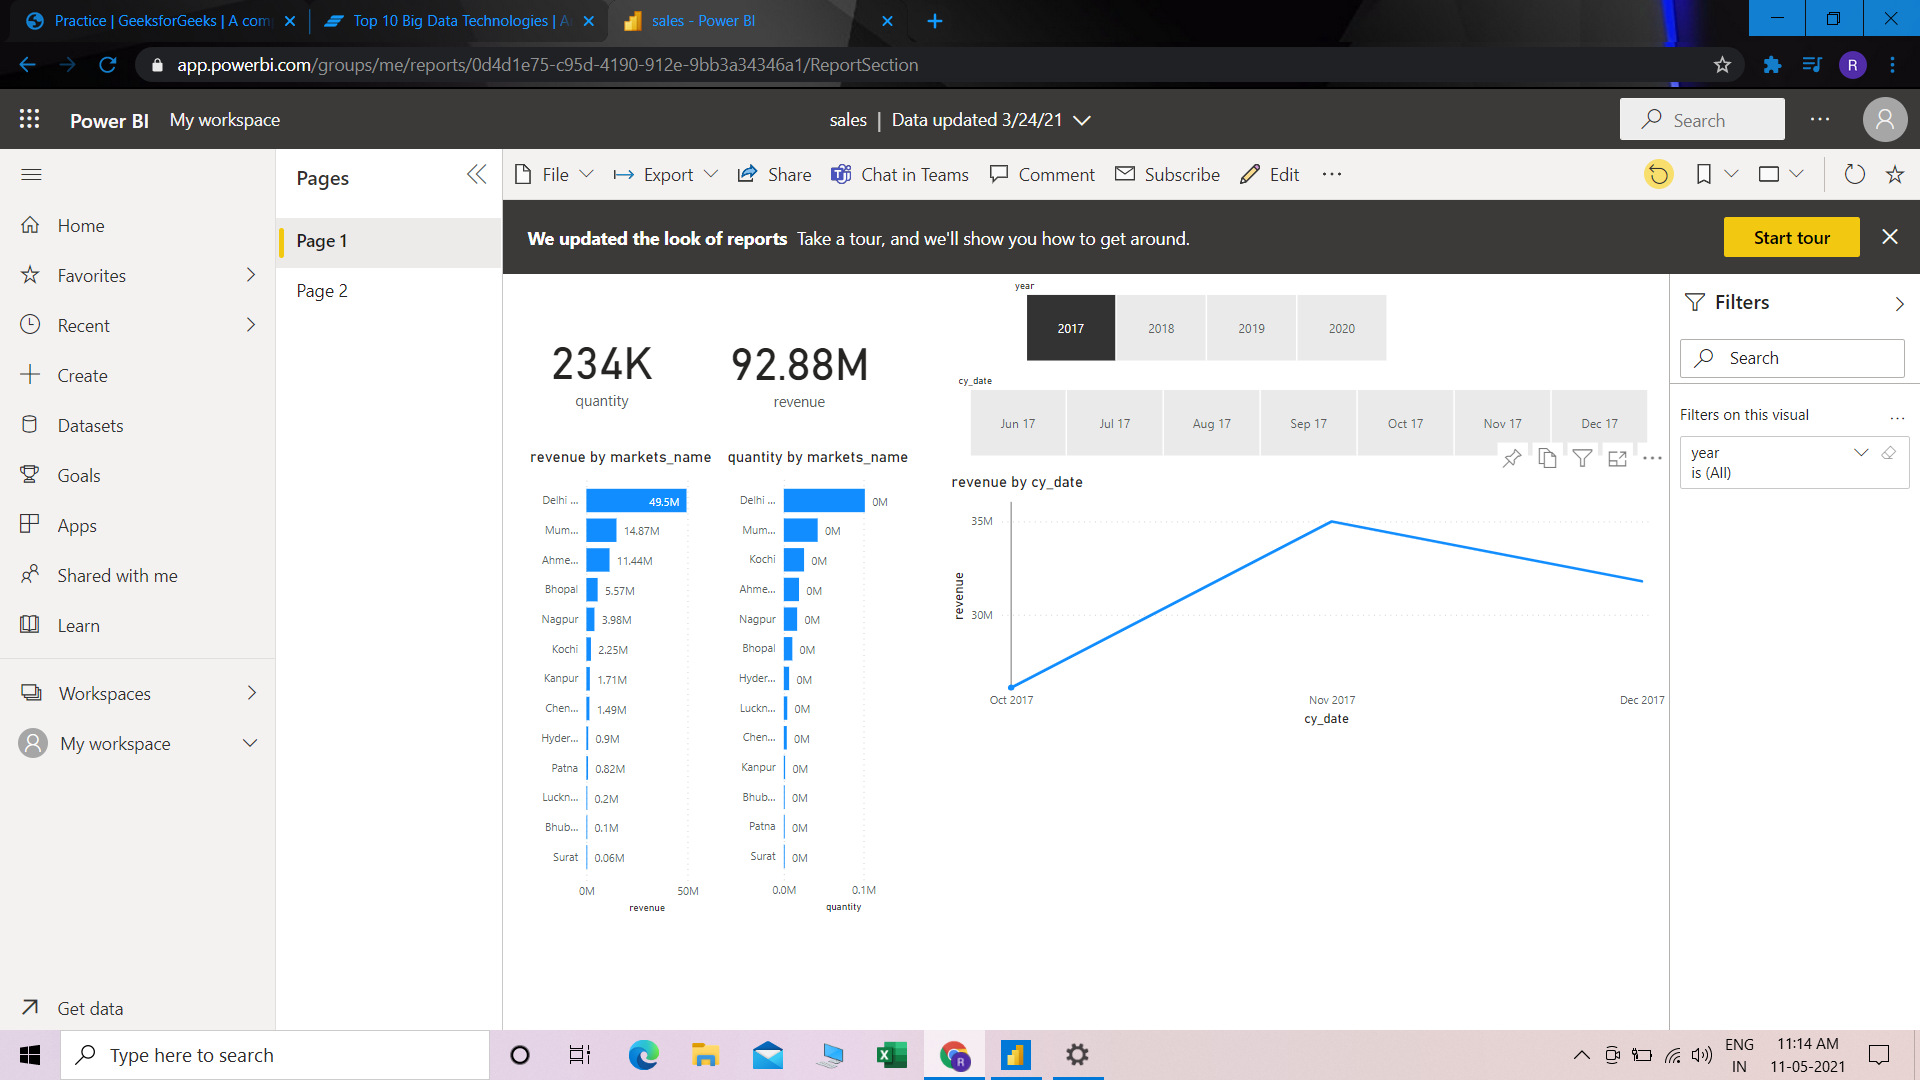 Practice | GeeksforGeeks | A com
Top 10 Big Data Technologies | A
sales - Power BI
app.powerbi.com/groups/me/reports/0d4d1e75-c95d-4190-912e-9bb3a34346a1/ReportSection
R
Power BI My workspace
sales | Data updated 3/24/21
Search
Pages
File Export Share Chat in Teams Comment Subscribe Edit
Home
Favorites
Recent
Create
Datasets
Goals
Apps
Shared with me
Learn
Workspaces
My workspace
Get data
Page 1
Page 2
We updated the look of reports Take a tour, and we'll show you how to get around.
Start tour
234K
quantity
92.88M
revenue
year
2017 2018 2019 2020
cy_date
Jun 17 Jul 17 Aug 17 Sep 17 Oct 17 Nov 17 Dec 17
revenue by markets_name
Delhi ... 49.5M
Mum... 14.87M
Ahme... 11.44M
Bhopal 5.57M
Nagpur 3.98M
Kochi 2.25M
Kanpur 1.71M
Chen... 1.49M
Hyder... 0.9M
Patna 0.82M
Luckn... 0.2M
Bhub... 0.1M
Surat 0.06M
0M 50M
revenue
quantity by markets_name
Delhi ... 0M
Mum... 0M
Kochi 0M
Ahme... 0M
Nagpur 0M
Bhopal 0M
Hyder... 0M
Luckn... 0M
Chen... 0M
Kanpur 0M
Bhub... 0M
Patna 0M
Surat 0M
0.0M 0.1M
quantity
revenue by cy_date
35M
30M
revenue
Oct 2017 Nov 2017 Dec 2017
cy_date
Filters
Search
Filters on this visual
year
is (All)
Type here to search
R
ENG
IN
11:14 AM
11-05-2021